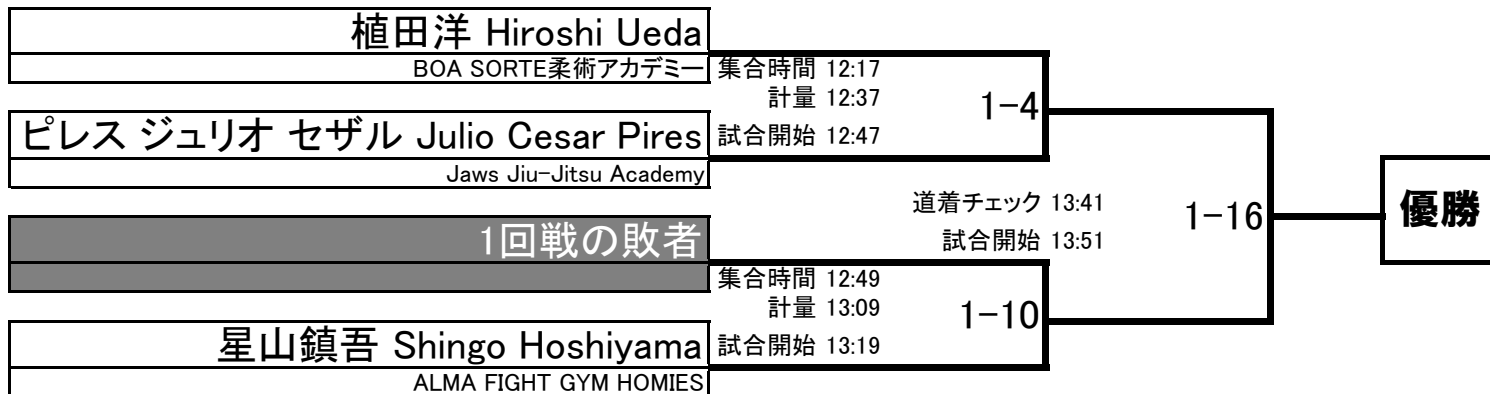 植田洋 Hiroshi Ueda
BOA SORTE柔術アカデミー
集合時間 12:17
計量 12:37
1-4
ピレス ジュリオ セザル Julio Cesar Pires
試合開始 12:47
Jaws Jiu-Jitsu Academy
道着チェック 13:41
1-16
優勝
1回戦の敗者
試合開始 13:51
集合時間 12:49
計量 13:09
1-10
星山鎮吾 Shingo Hoshiyama
試合開始 13:19
ALMA FIGHT GYM HOMIES